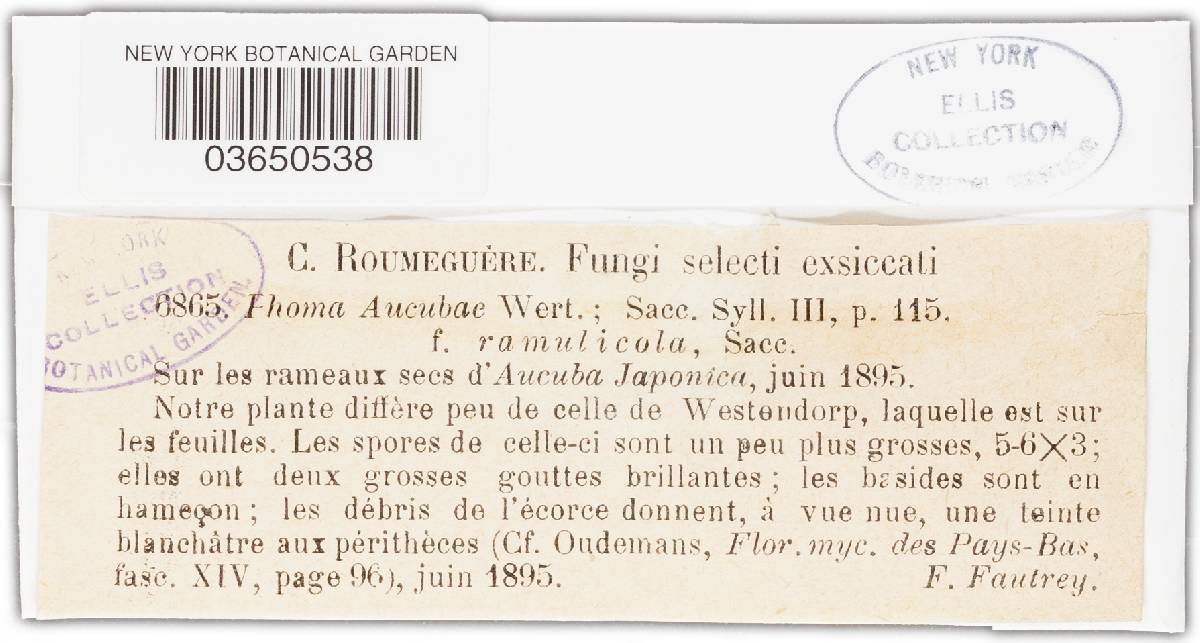 NEW YORK BOTANICAL GARDEN
03650538
NEW YORK
ELLIS
COLLECTION
ELLIS
COLLECTION
BOTANICAL GARDEN.
C. ROUMEGUÈRE. Fungi selecti exsiccati
6865. Phoma Aucubae Wert.; Sacc. Syll. III, p. 115.
f. ramulicola, Sacc.
Sur les rameaux secs d'Aucuba Japonica, juin 1895.
Notre plante diffère peu de celle de Westendorp, laquelle est sur
les feuilles. Les spores de celle-ci sont un peu plus grosses, 5-6×3;
elles ont deux grosses gouttes brillantes; les basides sont en
hameçon; les débris de l'écorce donnent, à vue nue, une teinte
blanchâtre aux périthèces (Cf. Oudemans, Flor. myc. des Pays-Bas,
fasc. XIV, page 96), juin 1895. F. Fautrey.